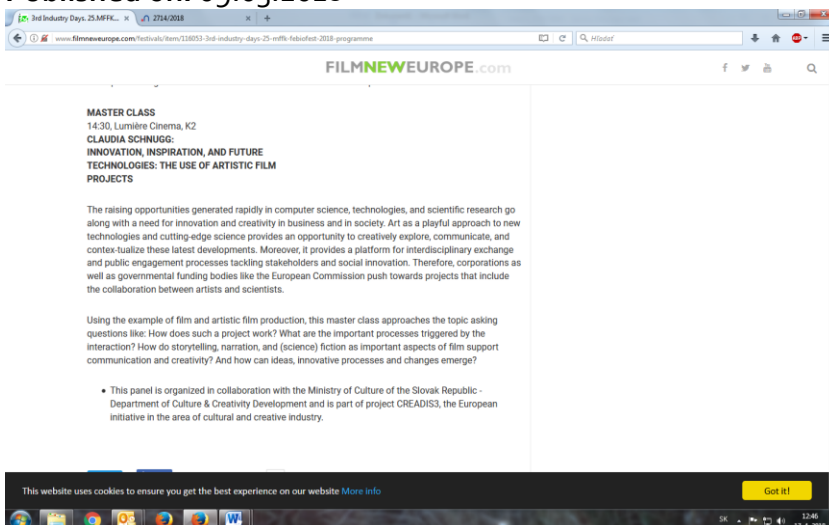 3rd Industry Days. 25.MFFK... × 2714/2018 × +
www.filmneweurope.com/festivals/item/116053-3rd-industry-days-25-mffk-febiofest-2018-programme Hľadať
FILMNEWEUROPE.com
MASTER CLASS
14:30, Lumière Cinema, K2
CLAUDIA SCHNUGG:
INNOVATION, INSPIRATION, AND FUTURE
TECHNOLOGIES: THE USE OF ARTISTIC FILM
PROJECTS
The raising opportunities generated rapidly in computer science, technologies, and scientific research go
along with a need for innovation and creativity in business and in society. Art as a playful approach to new
technologies and cutting-edge science provides an opportunity to creatively explore, communicate, and
contex-tualize these latest developments. Moreover, it provides a platform for interdisciplinary exchange
and public engagement processes tackling stakeholders and social innovation. Therefore, corporations as
well as governmental funding bodies like the European Commission push towards projects that include
the collaboration between artists and scientists.
Using the example of film and artistic film production, this master class approaches the topic asking
questions like: How does such a project work? What are the important processes triggered by the
interaction? How do storytelling, narration, and (science) fiction as important aspects of film support
communication and creativity? And how can ideas, innovative processes and changes emerge?
• This panel is organized in collaboration with the Ministry of Culture of the Slovak Republic -
Department of Culture & Creativity Development and is part of project CREADIS3, the European
initiative in the area of cultural and creative industry.
This website uses cookies to ensure you get the best experience on our website More info Got it!
SK 12:46